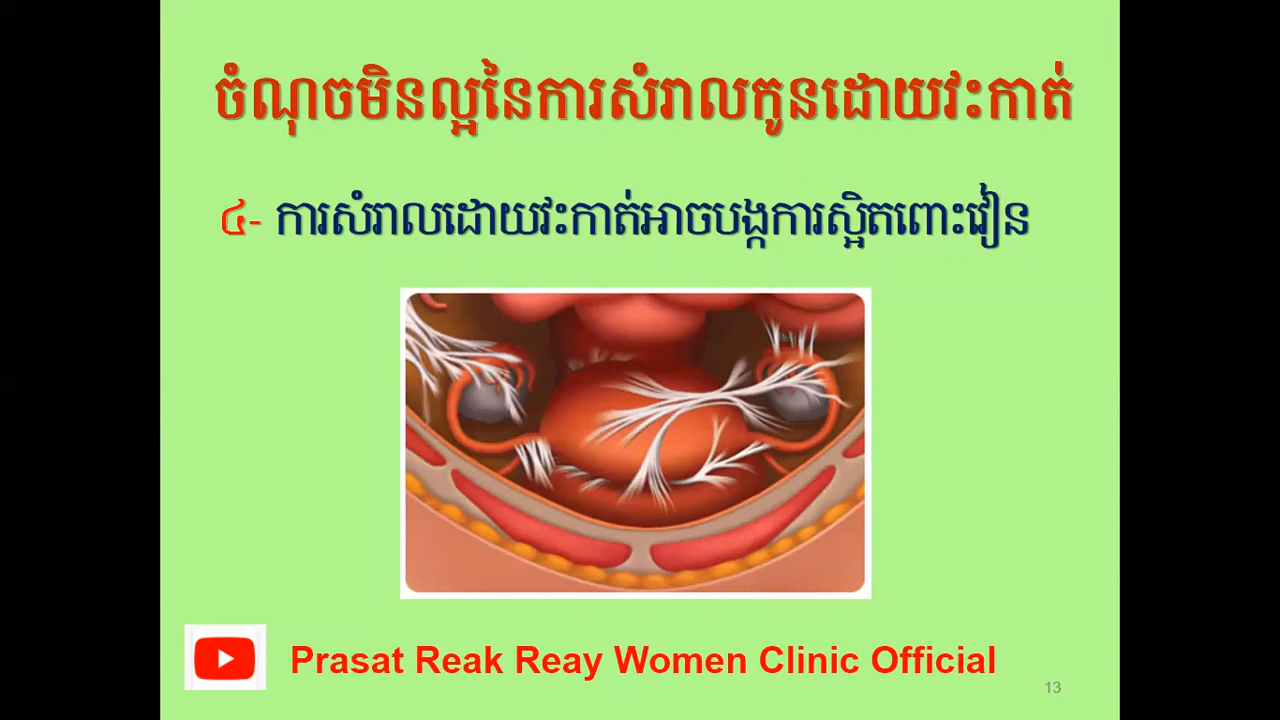 ចំណុចមិនល្អនៃការសំរាលកូនដោយវះកាត់
៤- ការសំរាលដោយវះកាត់អាចបង្កការស្អិតពោះវៀន
Prasat Reak Reay Women Clinic Official
13